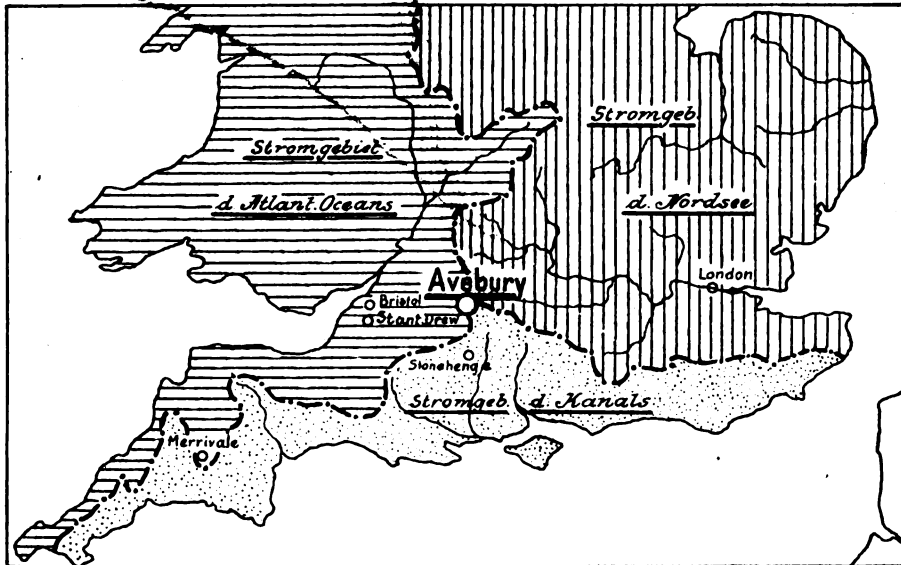 Stromgeb.
Stromgebiet
d. Atlant. Oceans
d. Nordsee
London
Avebury
Bristol
Stant. Drew
Stonehenge
Stromgeb. d. Kanals
Merrivale